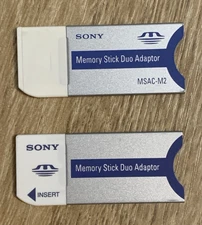 SONY
Memory Stick Duo Adaptor
MSAC-M2
SONY
Memory Stick Duo Adaptor
INSERT